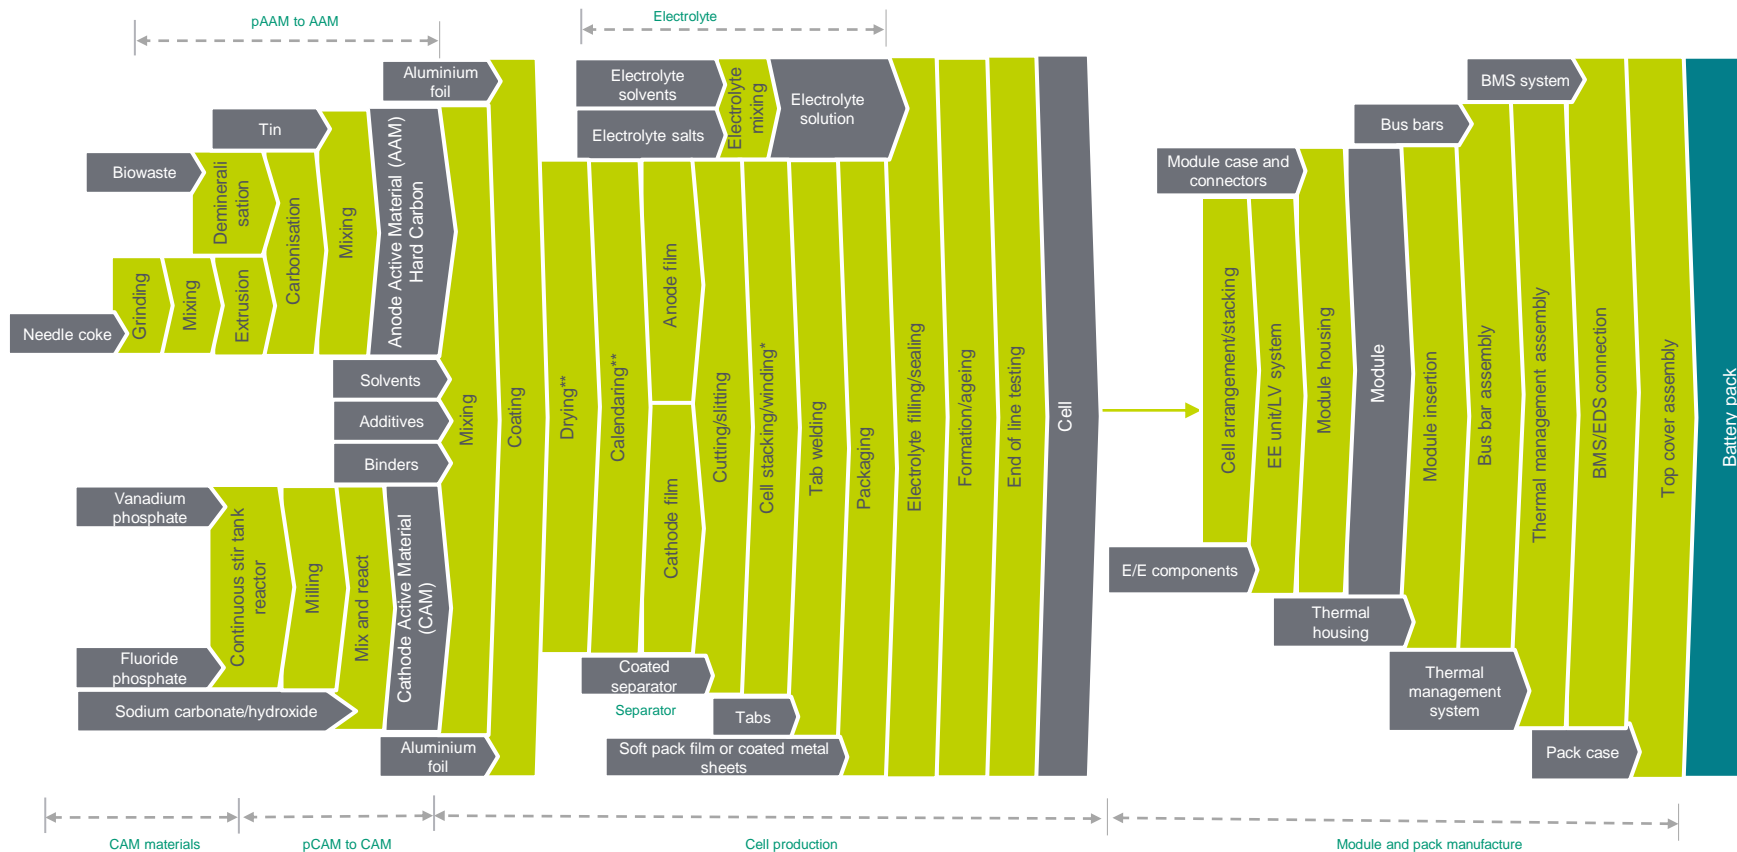 pAAM to AAM
Electrolyte
Aluminium
foil
Tin
Biowaste
Deminerali
sation
Needle coke
Grinding
Mixing
Extrusion
Carbonisation
Mixing
Anode Active Material (AAM)
Hard Carbon
Solvents
Additives
Binders
Vanadium
phosphate
Fluoride
phosphate
Sodium carbonate/hydroxide
Continuous stir tank
reactor
Milling
Mix and react
Cathode Active Material
(CAM)
Aluminium
foil
Mixing
Coating
Drying**
Calendaring**
Anode film
Cathode film
Electrolyte
solvents
Electrolyte salts
Electrolyte
mixing
Electrolyte
solution
Cutting/slitting
Cell stacking/winding*
Tab welding
Packaging
Electrolyte filling/sealing
Formation/ageing
End of line testing
Cell
Coated
separator
Separator
Tabs
Soft pack film or coated metal
sheets
Module case and
connectors
Bus bars
BMS system
Cell arrangement/stacking
EE unit/LV system
Module housing
Module
Module insertion
Bus bar assembly
Thermal management assembly
BMS/EDS connection
Top cover assembly
Battery pack
E/E components
Thermal
housing
Thermal
management
system
Pack case
CAM materials
pCAM to CAM
Cell production
Module and pack manufacture